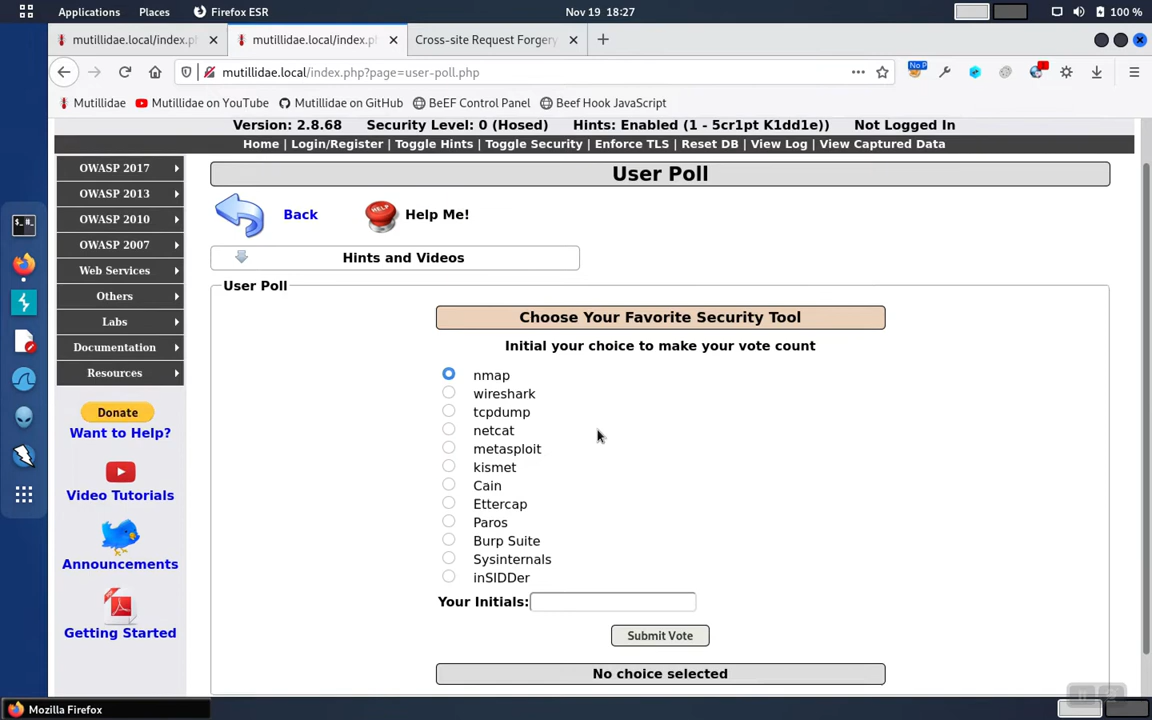 Applications Places Firefox ESR Nov 19 18:27 100 %
mutillidae.local/index.ph mutillidae.local/index.ph Cross-site Request Forgery
mutillidae.local/index.php?page=user-poll.php No P
Mutillidae Mutillidae on YouTube Mutillidae on GitHub BeEF Control Panel Beef Hook JavaScript
Version: 2.8.68 Security Level: 0 (Hosed) Hints: Enabled (1 - 5cr1pt K1dd1e)) Not Logged In
Home | Login/Register | Toggle Hints | Toggle Security | Enforce TLS | Reset DB | View Log | View Captured Data
OWASP 2017
OWASP 2013
OWASP 2010
OWASP 2007
Web Services
Others
Labs
Documentation
Resources
Donate
Want to Help?
Video Tutorials
Announcements
Getting Started
User Poll
Back HELP Help Me!
Hints and Videos
User Poll
Choose Your Favorite Security Tool
Initial your choice to make your vote count
nmap
wireshark
tcpdump
netcat
metasploit
kismet
Cain
Ettercap
Paros
Burp Suite
Sysinternals
inSIDDer
Your Initials:
Submit Vote
No choice selected
Mozilla Firefox